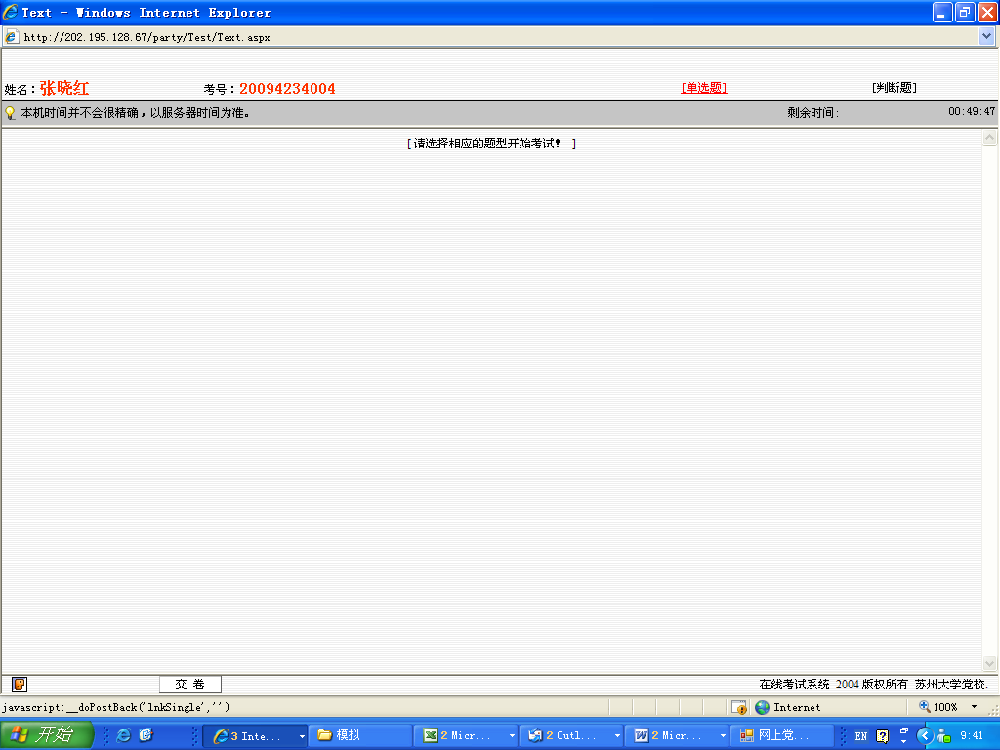 Text - Windows Internet Explorer
http://202.195.128.67/party/Test/Text.aspx
姓名：张晓红 考号：20094234004 [单选题] [判断题]
本机时间并不会很精确，以服务器时间为准。 剩余时间: 00:49:47
[请选择相应的题型开始考试！ ]
交 卷 在线考试系统 2004 版权所有 苏州大学党校.
javascript:__doPostBack('lnkSingle','') Internet 100%
开始 3 Inte... 模拟 2 Micr... 2 Outl... 2 Micr... 网上党... EN 9:41